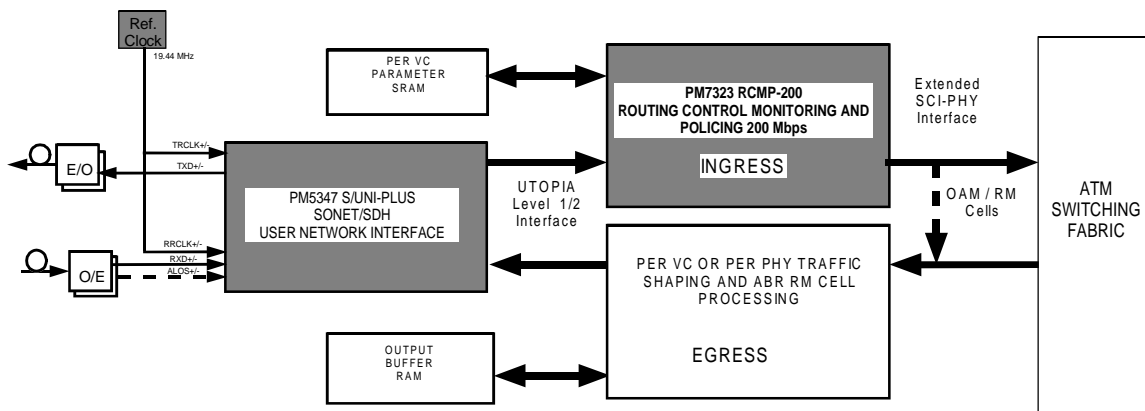 Ref.
Clock
19.44 MHz
PER VC
PARAMETER
SRAM
PM7323 RCMP-200
ROUTING CONTROL MONITORING AND
POLICING 200 Mbps
INGRESS
Extended
SCI-PHY
Interface
TRCLK+/-
TXD+/-
E/O
PM5347 S/UNI-PLUS
SONET/SDH
USER NETWORK INTERFACE
UTOPIA
Level 1/2
Interface
OAM / RM
Cells
ATM
SWITCHING
FABRIC
RRCLK+/-
RXD+/-
ALOS+/-
O/E
PER VC OR PER PHY TRAFFIC
SHAPING AND ABR RM CELL
PROCESSING
EGRESS
OUTPUT
BUFFER
RAM